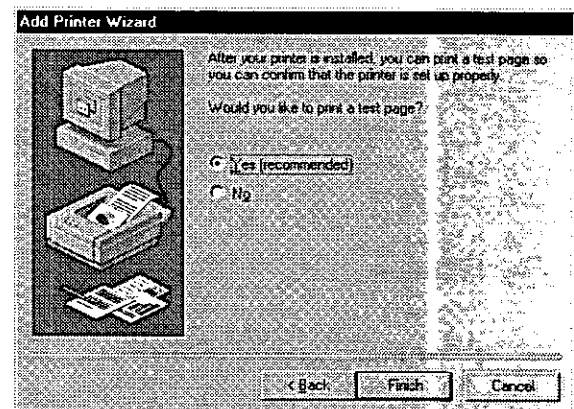 Add Printer Wizard
After your printer is installed, you can print a test page so
you can confirm that the printer is set up properly.
Would you like to print a test page?
Yes (recommended)
No
< Back
Finish
Cancel